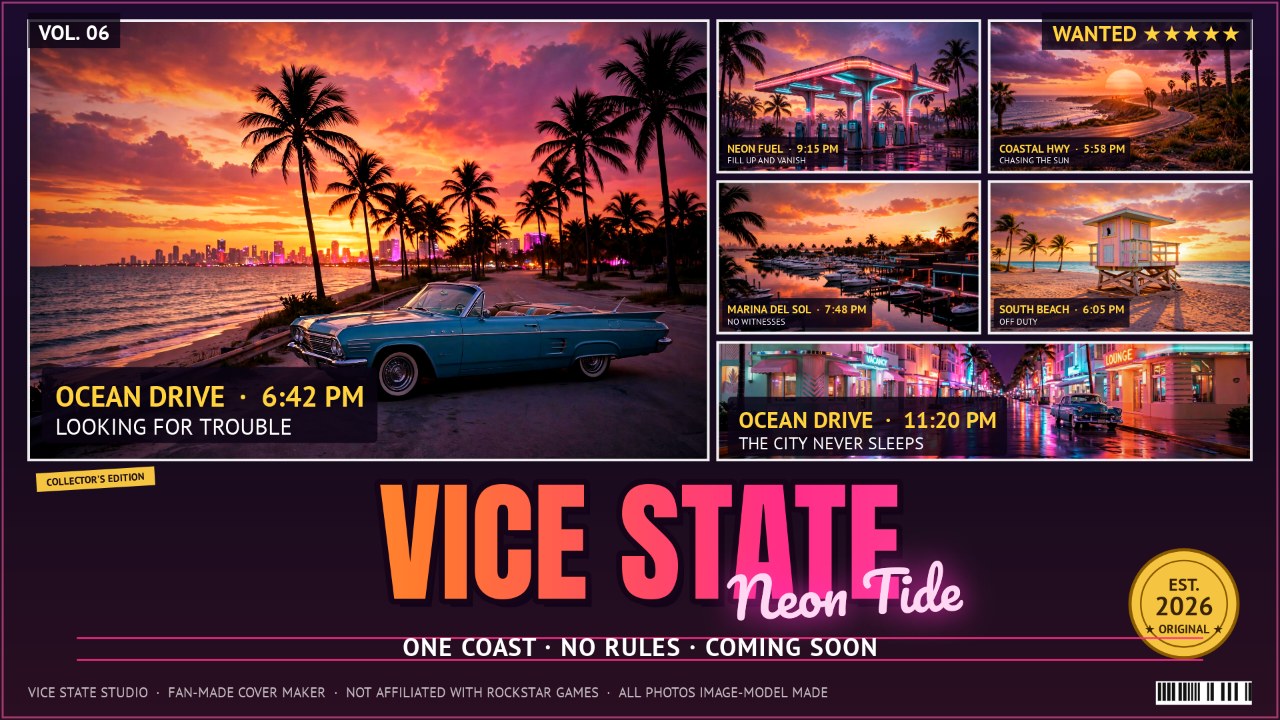 VOL. 06
WANTED ★★★★★
NEON FUEL · 9:15 PM
FILL UP AND VANISH
COASTAL HWY · 5:58 PM
CHASING THE SUN
MARINA DEL SOL · 7:48 PM
NO WITNESSES
SOUTH BEACH · 6:05 PM
OFF DUTY
OCEAN DRIVE · 6:42 PM
LOOKING FOR TROUBLE
VACANCY
LOUNGE
OCEAN DRIVE · 11:20 PM
THE CITY NEVER SLEEPS
COLLECTOR'S EDITION
VICE STATE
Neon Tide
EST.
2026
★ ORIGINAL ★
ONE COAST · NO RULES · COMING SOON
VICE STATE STUDIO · FAN-MADE COVER MAKER · NOT AFFILIATED WITH ROCKSTAR GAMES · ALL PHOTOS IMAGE-MODEL MADE